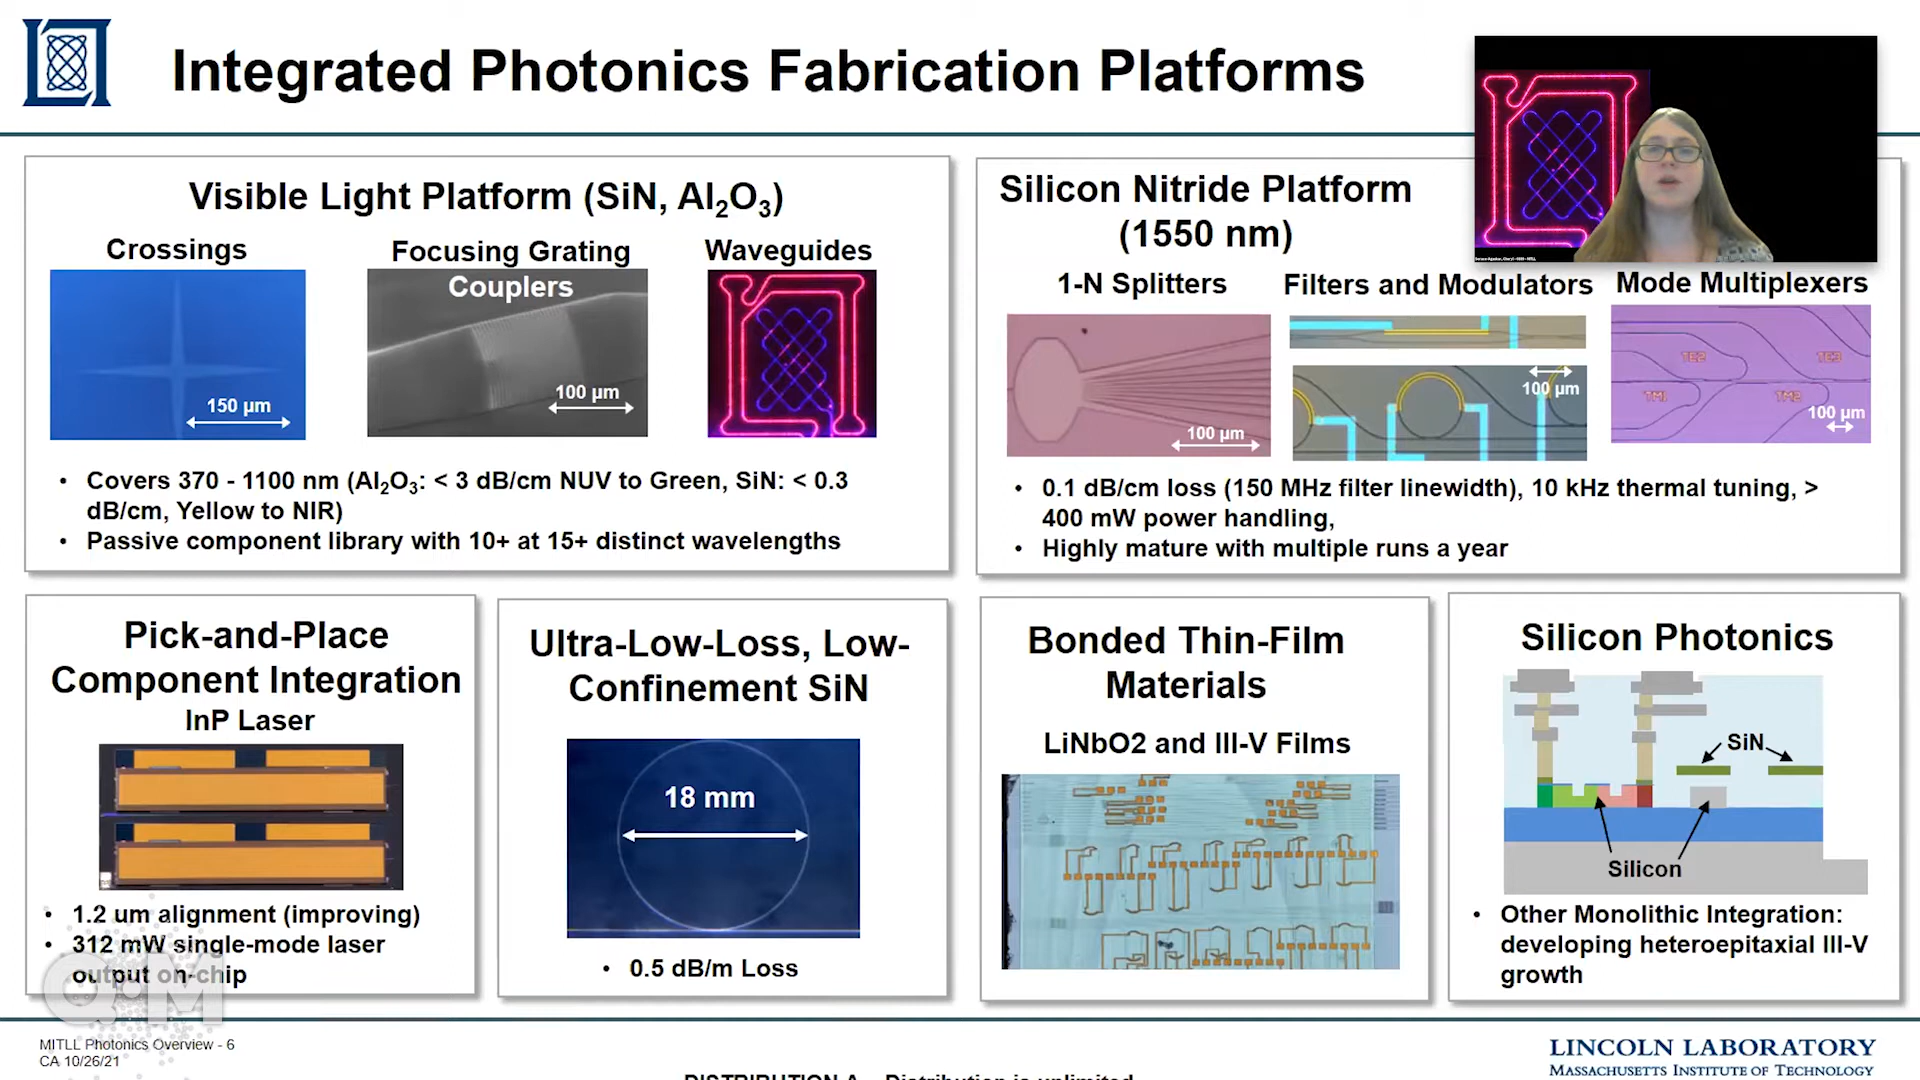 Integrated Photonics Fabrication Platforms
Visible Light Platform (SiN, Al2O3)
Crossings
150 µm
Focusing Grating
Couplers
100 µm
Waveguides
• Covers 370 - 1100 nm (Al2O3: < 3 dB/cm NUV to Green, SiN: < 0.3
dB/cm, Yellow to NIR)
• Passive component library with 10+ at 15+ distinct wavelengths
Silicon Nitride Platform
(1550 nm)
1-N Splitters
100 µm
Filters and Modulators
100 µm
Mode Multiplexers
TE2
TE3
TM1
TM2
100 µm
• 0.1 dB/cm loss (150 MHz filter linewidth), 10 kHz thermal tuning, >
400 mW power handling,
• Highly mature with multiple runs a year
Pick-and-Place
Component Integration
InP Laser
• 1.2 um alignment (improving)
• 312 mW single-mode laser
output on-chip
Ultra-Low-Loss, Low-
Confinement SiN
18 mm
• 0.5 dB/m Loss
Bonded Thin-Film
Materials
LiNbO2 and III-V Films
Silicon Photonics
SiN
Silicon
• Other Monolithic Integration:
developing heteroepitaxial III-V
growth
Q.M
MITLL Photonics Overview - 6
CA 10/26/21
DISTRIBUTION A. Distribution is unlimited
LINCOLN LABORATORY
MASSACHUSETTS INSTITUTE OF TECHNOLOGY